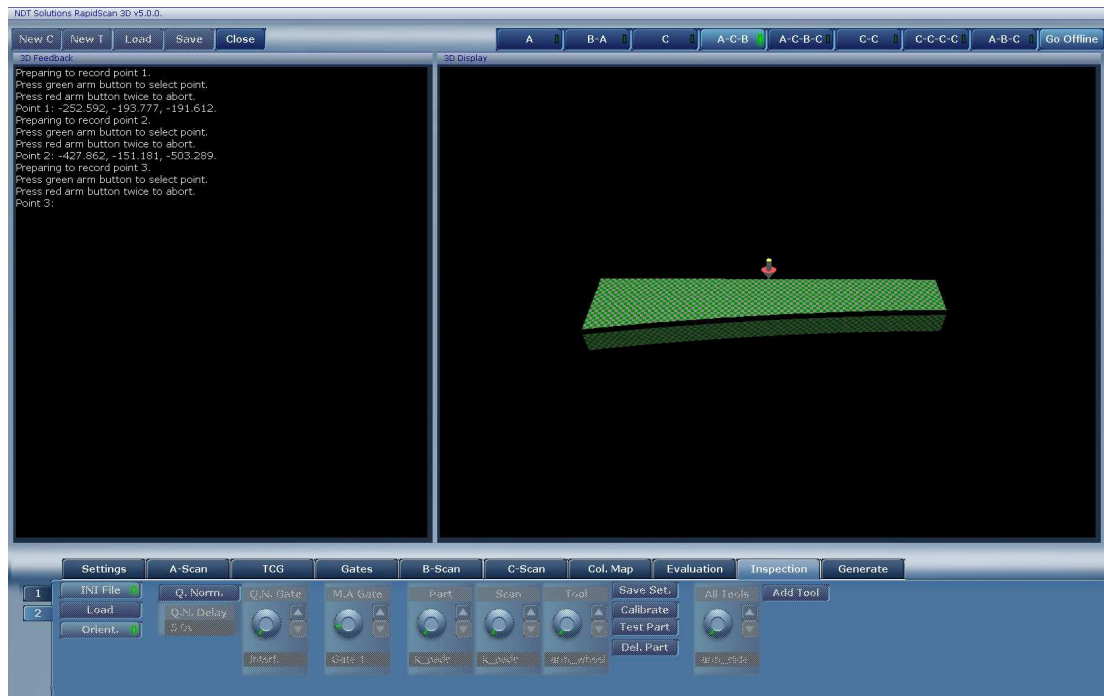 NDT Solutions RapidScan 3D v5.0.0.
New C New T Load Save Close A B-A C A-C-B A-C-B-C C-C C-C-C-C A-B-C Go Offline
3D Feedback 3D Display
Preparing to record point 1.
Press green arm button to select point.
Press red arm button twice to abort.
Point 1: -252.592, -193.777, -191.612.
Preparing to record point 2.
Press green arm button to select point.
Press red arm button twice to abort.
Point 2: -427.862, -151.181, -503.289.
Preparing to record point 3.
Press green arm button to select point.
Press red arm button twice to abort.
Point 3:
Settings A-Scan TCG Gates B-Scan C-Scan Col. Map Evaluation Inspection Generate
1 INI File Q. Norm. Q.N. Gate M.A Gate Part Scan Tool Save Set. All Tools Add Tool
2 Load Q.N. Delay Calibrate
Orient. 5.0s Test Part
Del. Part
Interf. Gate 1 arm_wheel